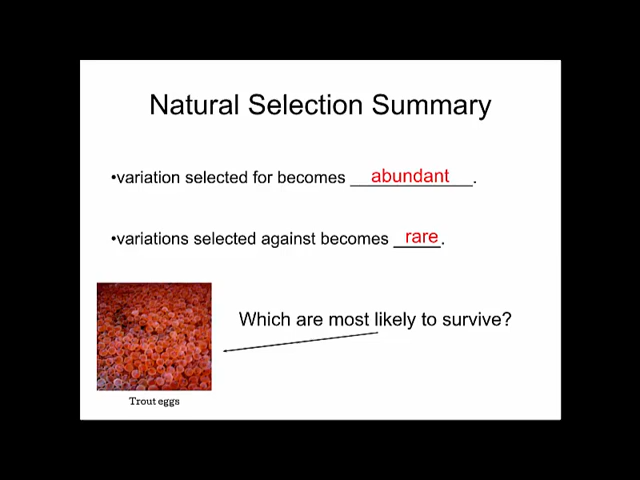 Natural Selection Summary
•variation selected for becomes abundant.
•variations selected against becomes rare.
Which are most likely to survive?
Trout eggs